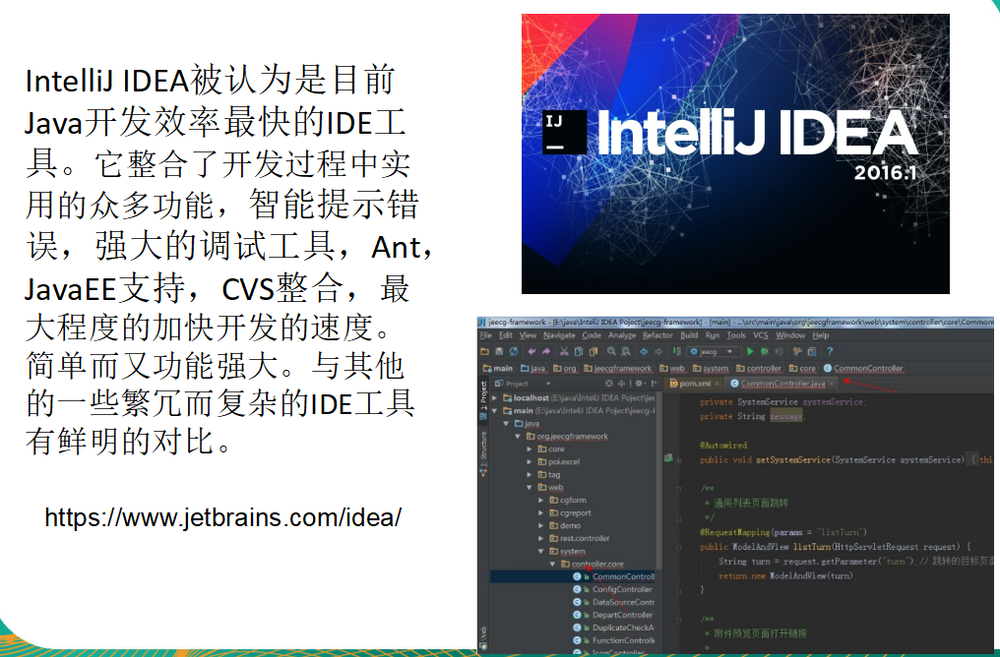 IntelliJ IDEA被认为是目前
Java开发效率最快的IDE工
具。它整合了开发过程中实
用的众多功能，智能提示错
误，强大的调试工具，Ant，
JavaEE支持，CVS整合，最
大程度的加快开发的速度。
简单而又功能强大。与其他
的一些繁冗而复杂的IDE工具
有鲜明的对比。
https://www.jetbrains.com/idea/
IJ
IntelliJ IDEA
2016.1
jeecg-framework - [E:\java\IntelliJ IDEA Poject\jeecg-framework] - [main] - ...\src\main\java\org\jeecgframework\web\system\controller\core\Common
File Edit View Navigate Code Analyze Refactor Build Run Tools VCS Window Help
jeecg
main java org jeecgframework web system controller core CommonController
Project
pom.xml
CommonController.java
1: Project
Structure
Web
localhost (E:\java\IntelliJ IDEA Poject\jee
main (E:\java\IntelliJ IDEA Poject\jeecg-f
java
org.jeecgframework
core
poi.excel
tag
web
cgform
cgreport
demo
rest.controller
system
controller.core
CommonControll
ConfigController
DataSourceContr
DepartController
DuplicateCheckA
FunctionControll
IconController
private SystemService systemService;
private String message;
@Autowired
public void setSystemService(SystemService systemService) { thi
/**
* 通用列表页面跳转
*/
@RequestMapping(params = "listTurn")
public ModelAndView listTurn(HttpServletRequest request) {
String turn = request.getParameter("turn");// 跳转的目标页面
return new ModelAndView(turn);
}
/**
* 附件预览页面打开链接
*